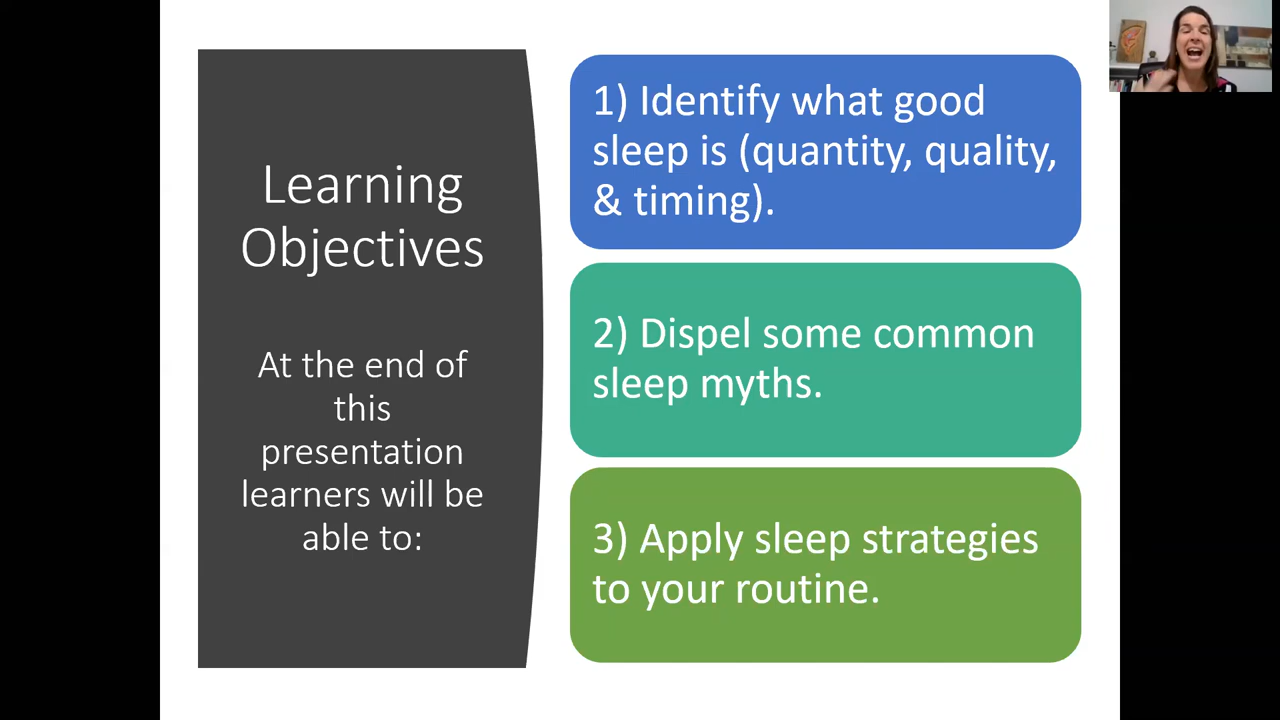 Learning
Objectives
At the end of
this
presentation
learners will be
able to:
1) Identify what good
sleep is (quantity, quality,
& timing).
2) Dispel some common
sleep myths.
3) Apply sleep strategies
to your routine.